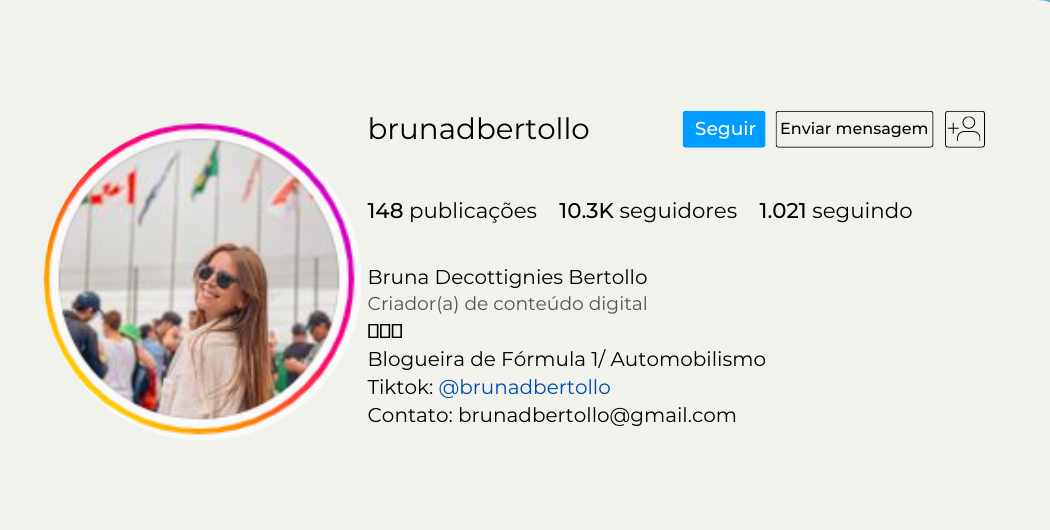 brunadbertollo Seguir Enviar mensagem
148 publicações 10.3K seguidores 1.021 seguindo
Bruna Decottignies Bertollo
Criador(a) de conteúdo digital
Blogueira de Fórmula 1/ Automobilismo
Tiktok: @brunadbertollo
Contato: brunadbertollo@gmail.com